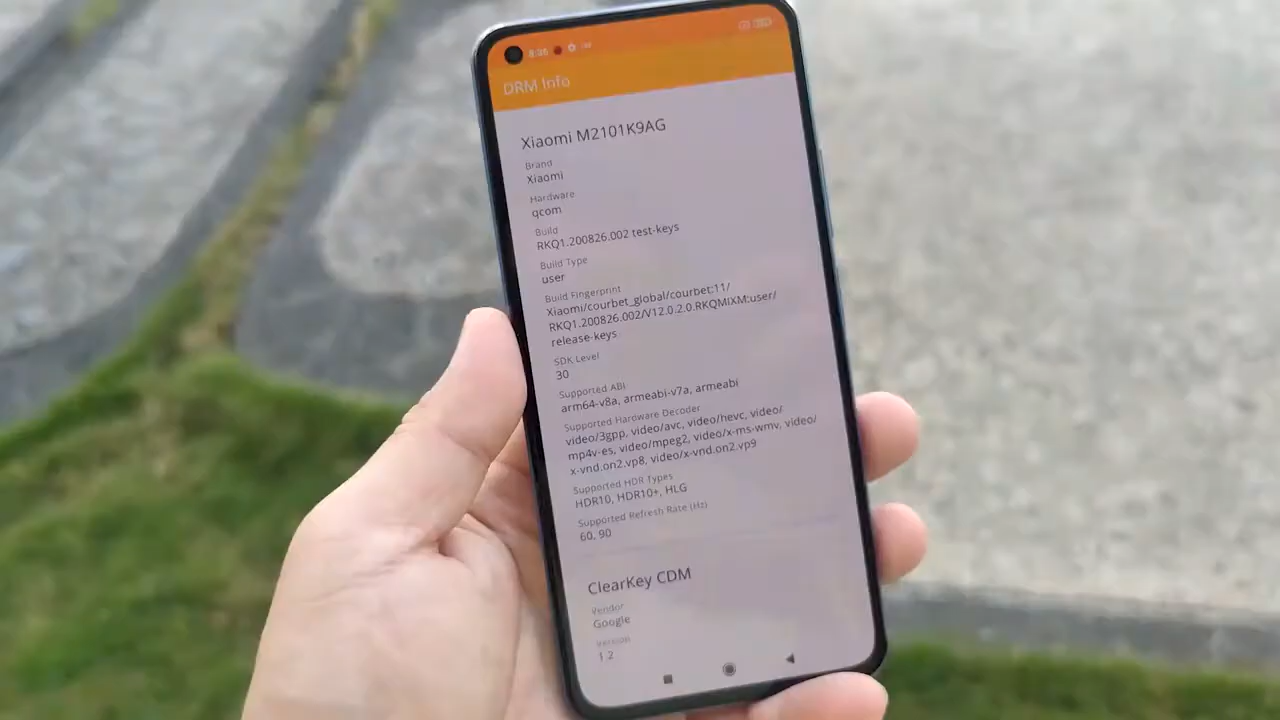 8:36
DRM Info
Xiaomi M2101K9AG
Brand
Xiaomi
Hardware
qcom
Build
RKQ1.200826.002 test-keys
Build Type
user
Build Fingerprint
Xiaomi/courbet_global/courbet:11/
RKQ1.200826.002/V12.0.2.0.RKQMIXM:user/
release-keys
SDK Level
30
Supported ABI
arm64-v8a, armeabi-v7a, armeabi
Supported Hardware Decoder
video/3gpp, video/avc, video/hevc, video/
mp4v-es, video/mpeg2, video/x-ms-wmv, video/
x-vnd.on2.vp8, video/x-vnd.on2.vp9
Supported HDR Types
HDR10, HDR10+, HLG
Supported Refresh Rate (Hz)
60, 90
ClearKey CDM
Vendor
Google
Version
1.2